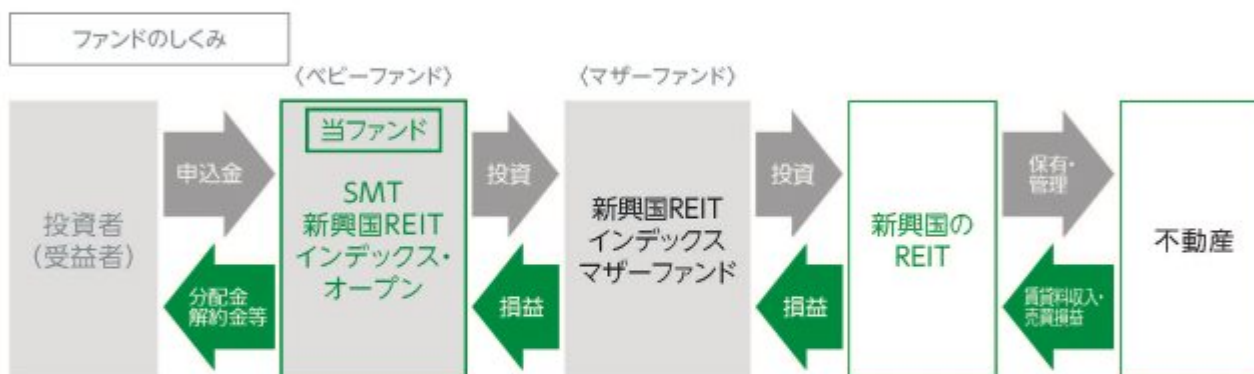 ファンドのしくみ
〈ベビーファンド〉
〈マザーファンド〉
投資者
(受益者)
申込金
分配金
解約金等
当ファンド
SMT
新興国REIT
インデックス・
オープン
投資
損益
新興国REIT
インデックス
マザーファンド
投資
損益
新興国の
REIT
保有・
管理
賃貸料収入・
売買損益
不動産